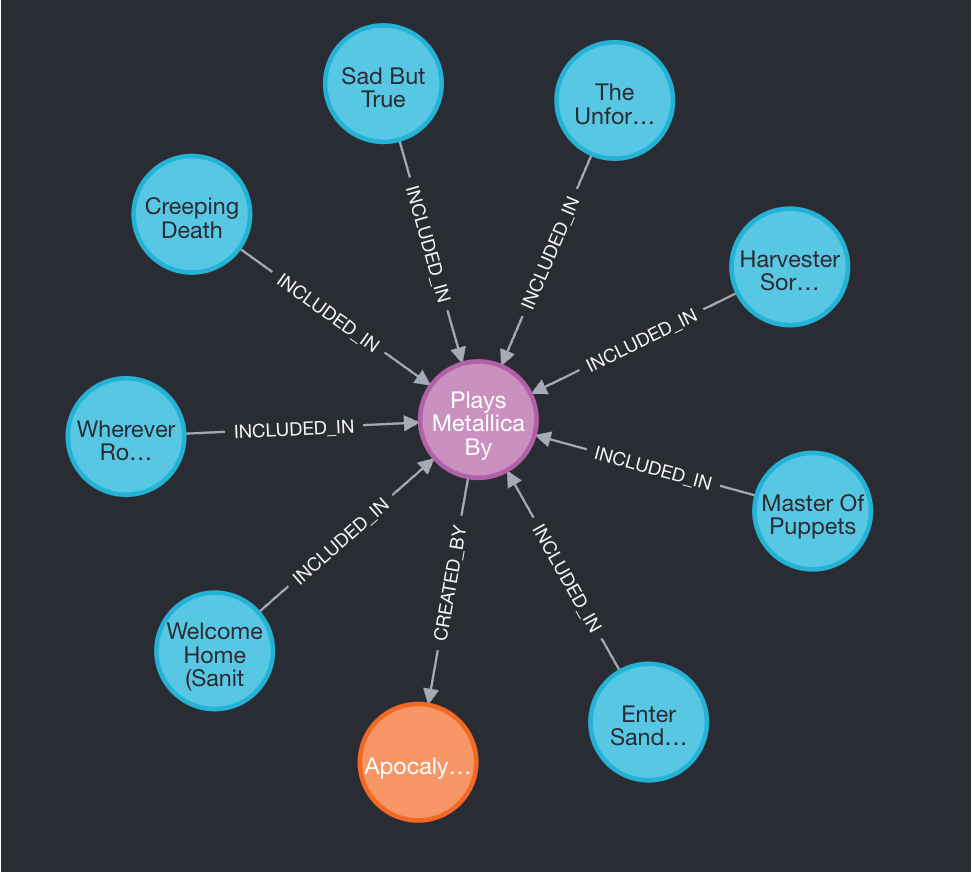 Sad But
True
The
Unfor...
Creeping
Death
INCLUDED_IN
INCLUDED_IN
Harvester
Sor...
INCLUDED_IN
INCLUDED_IN
Plays
Metallica
By
Wherever
Ro...
INCLUDED_IN
INCLUDED_IN
Master Of
Puppets
INCLUDED_IN
CREATED_BY
INCLUDED_IN
Welcome
Home
(Sanit
Enter
Sand...
Apocaly...